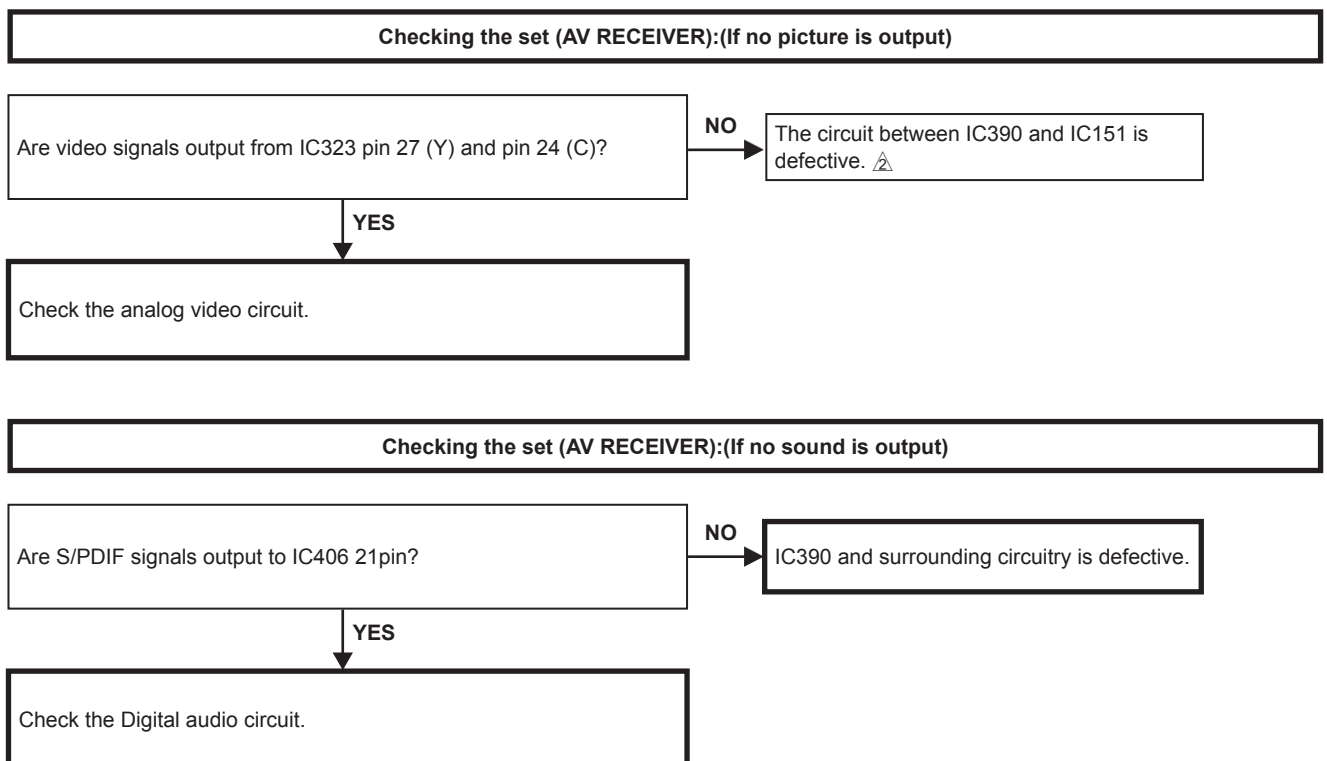 Checking the set (AV RECEIVER):(If no picture is output)
Are video signals output from IC323 pin 27 (Y) and pin 24 (C)?
NO
The circuit between IC390 and IC151 is
defective. 2
YES
Check the analog video circuit.
Checking the set (AV RECEIVER):(If no sound is output)
Are S/PDIF signals output to IC406 21pin?
NO
IC390 and surrounding circuitry is defective.
YES
Check the Digital audio circuit.